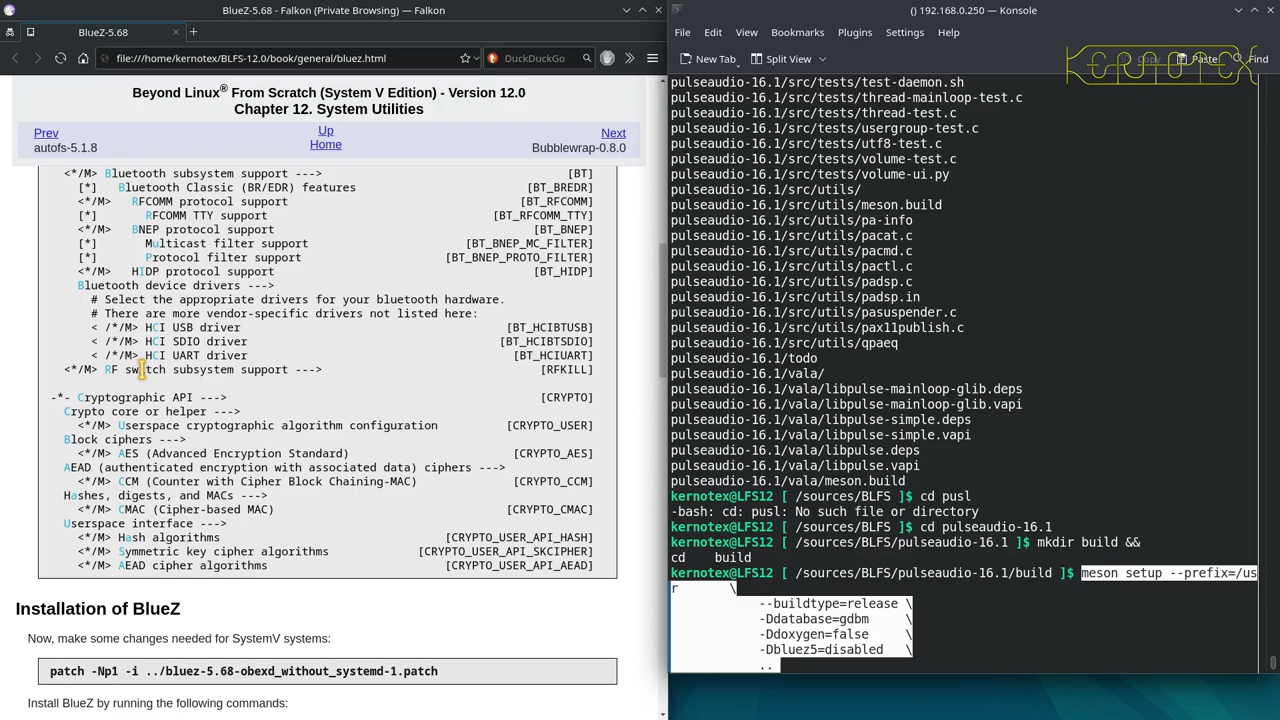 BlueZ-5.68 - Falkon (Private Browsing) — Falkon
BlueZ-5.68
file:///home/kernotex/BLFS-12.0/book/general/bluez.html
DuckDuckGo
Beyond Linux® From Scratch (System V Edition) - Version 12.0
Chapter 12. System Utilities
Prev
Up
Next
autofs-5.1.8
Home
Bubblewrap-0.8.0
<*/M> Bluetooth subsystem support ---> [BT]
[*] Bluetooth Classic (BR/EDR) features [BT_BREDR]
<*/M> RFCOMM protocol support [BT_RFCOMM]
[*] RFCOMM TTY support [BT_RFCOMM_TTY]
<*/M> BNEP protocol support [BT_BNEP]
[*] Multicast filter support [BT_BNEP_MC_FILTER]
[*] Protocol filter support [BT_BNEP_PROTO_FILTER]
<*/M> HIDP protocol support [BT_HIDP]
Bluetooth device drivers --->
# Select the appropriate drivers for your bluetooth hardware.
# There are more vendor-specific drivers not listed here:
< /*/M> HCI USB driver [BT_HCIBTUSB]
< /*/M> HCI SDIO driver [BT_HCIBTSDIO]
< /*/M> HCI UART driver [BT_HCIUART]
<*/M> RF switch subsystem support ---> [RFKILL]
-*- Cryptographic API ---> [CRYPTO]
Crypto core or helper --->
<*/M> Userspace cryptographic algorithm configuration [CRYPTO_USER]
Block ciphers --->
<*/M> AES (Advanced Encryption Standard) [CRYPTO_AES]
AEAD (authenticated encryption with associated data) ciphers --->
<*/M> CCM (Counter with Cipher Block Chaining-MAC) [CRYPTO_CCM]
Hashes, digests, and MACs --->
<*/M> CMAC (Cipher-based MAC) [CRYPTO_CMAC]
Userspace interface --->
<*/M> Hash algorithms [CRYPTO_USER_API_HASH]
<*/M> Symmetric key cipher algorithms [CRYPTO_USER_API_SKCIPHER]
<*/M> AEAD cipher algorithms [CRYPTO_USER_API_AEAD]
Installation of BlueZ
Now, make some changes needed for SystemV systems:
patch -Np1 -i ../bluez-5.68-obexd_without_systemd-1.patch
Install BlueZ by running the following commands:
() 192.168.0.250 — Konsole
File Edit View Bookmarks Plugins Settings Help
New Tab Split View Copy Paste Find
Kernotex
pulseaudio-16.1/src/tests/test-daemon.sh
pulseaudio-16.1/src/tests/thread-mainloop-test.c
pulseaudio-16.1/src/tests/thread-test.c
pulseaudio-16.1/src/tests/usergroup-test.c
pulseaudio-16.1/src/tests/utf8-test.c
pulseaudio-16.1/src/tests/volume-test.c
pulseaudio-16.1/src/tests/volume-ui.py
pulseaudio-16.1/src/utils/
pulseaudio-16.1/src/utils/meson.build
pulseaudio-16.1/src/utils/pa-info
pulseaudio-16.1/src/utils/pacat.c
pulseaudio-16.1/src/utils/pacmd.c
pulseaudio-16.1/src/utils/pactl.c
pulseaudio-16.1/src/utils/padsp.c
pulseaudio-16.1/src/utils/padsp.in
pulseaudio-16.1/src/utils/pasuspender.c
pulseaudio-16.1/src/utils/pax11publish.c
pulseaudio-16.1/src/utils/qpaeq
pulseaudio-16.1/todo
pulseaudio-16.1/vala/
pulseaudio-16.1/vala/libpulse-mainloop-glib.deps
pulseaudio-16.1/vala/libpulse-mainloop-glib.vapi
pulseaudio-16.1/vala/libpulse-simple.deps
pulseaudio-16.1/vala/libpulse-simple.vapi
pulseaudio-16.1/vala/libpulse.deps
pulseaudio-16.1/vala/libpulse.vapi
pulseaudio-16.1/vala/meson.build
kernotex@LFS12 [ /sources/BLFS ]$ cd pusl
-bash: cd: pusl: No such file or directory
kernotex@LFS12 [ /sources/BLFS ]$ cd pulseaudio-16.1
kernotex@LFS12 [ /sources/BLFS/pulseaudio-16.1 ]$ mkdir build &&
cd build
kernotex@LFS12 [ /sources/BLFS/pulseaudio-16.1/build ]$ meson setup --prefix=/us
r \
--buildtype=release \
-Ddatabase=gdbm \
-Ddoxygen=false \
-Dbluez5=disabled \
..